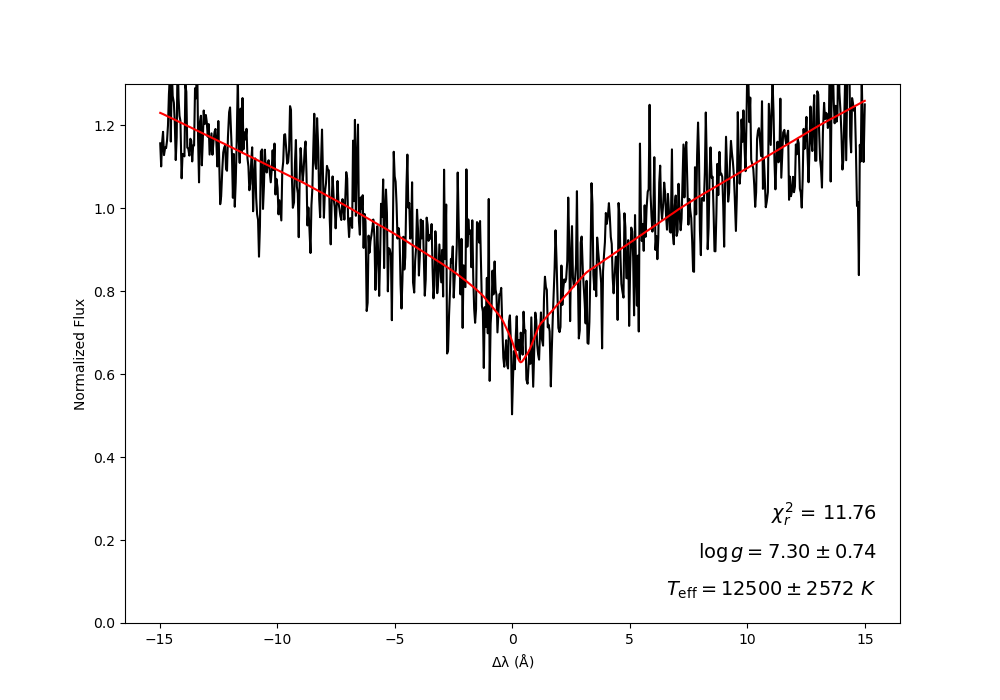 1.2
1.0
0.8
0.6
0.4
0.2
0.0
Normalized Flux
χ²ᵣ = 11.76
log g = 7.30 ± 0.74
T_eff = 12500 ± 2572 K
−15 −10 −5 0 5 10 15
Δλ (Å)